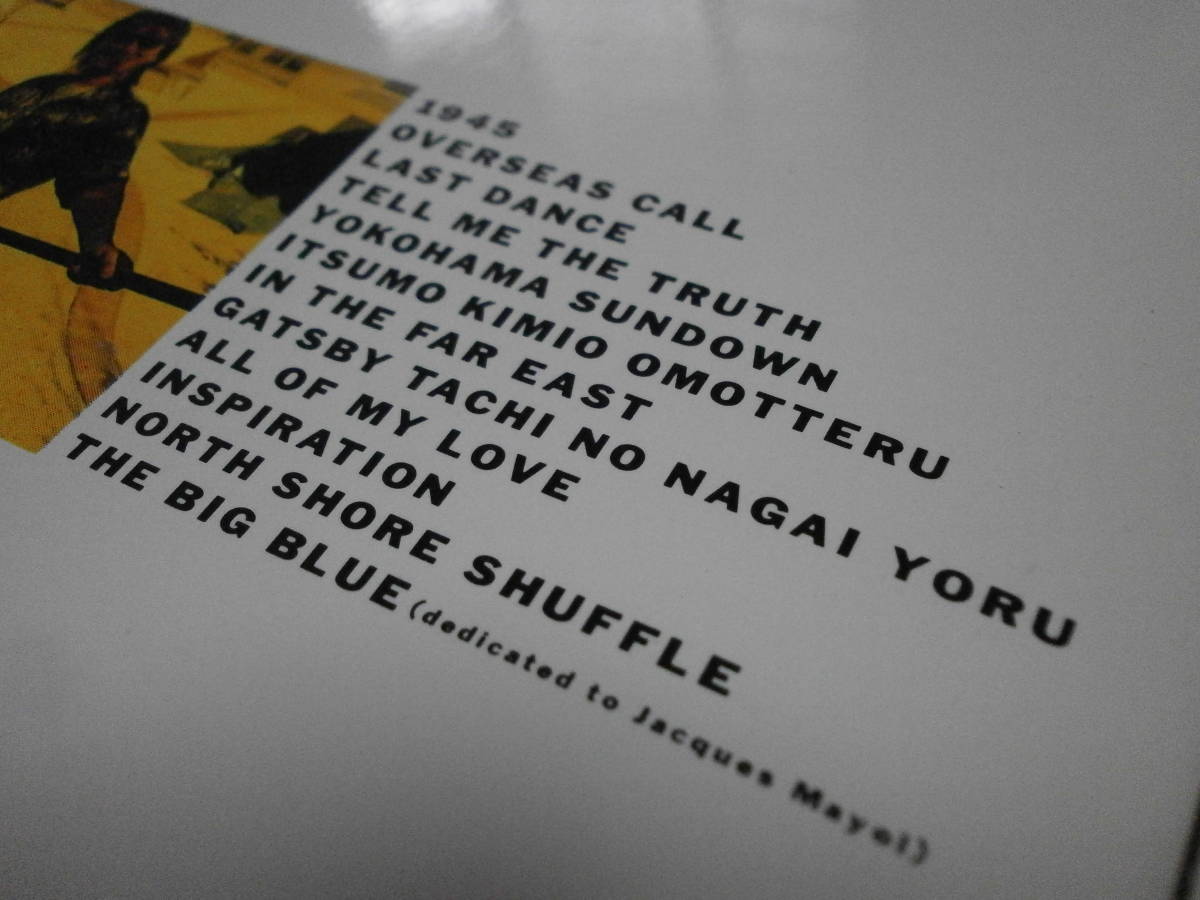 1945
OVERSEAS CALL
LAST DANCE
TELL ME THE TRUTH
YOKOHAMA SUNDOWN
ITSUMO KIMIO OMOTTERU
IN THE FAR EAST
GATSBY TACHI NO NAGAI YORU
ALL OF MY LOVE
INSPIRATION
NORTH SHORE SHUFFLE
THE BIG BLUE (dedicated to Jacques Mayol)